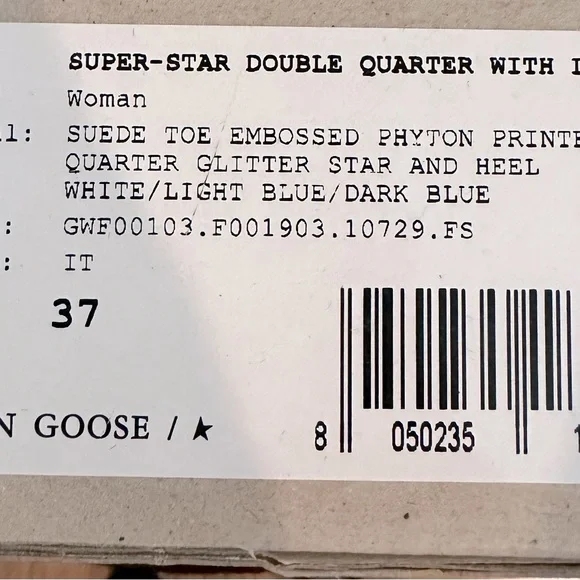 SUPER-STAR DOUBLE QUARTER WITH I
Woman
SUEDE TOE EMBOSSED PHYTON PRINTE
QUARTER GLITTER STAR AND HEEL
WHITE/LIGHT BLUE/DARK BLUE
: GWF00103.F001903.10729.FS
: IT
37
N GOOSE / ★
8 050235 1